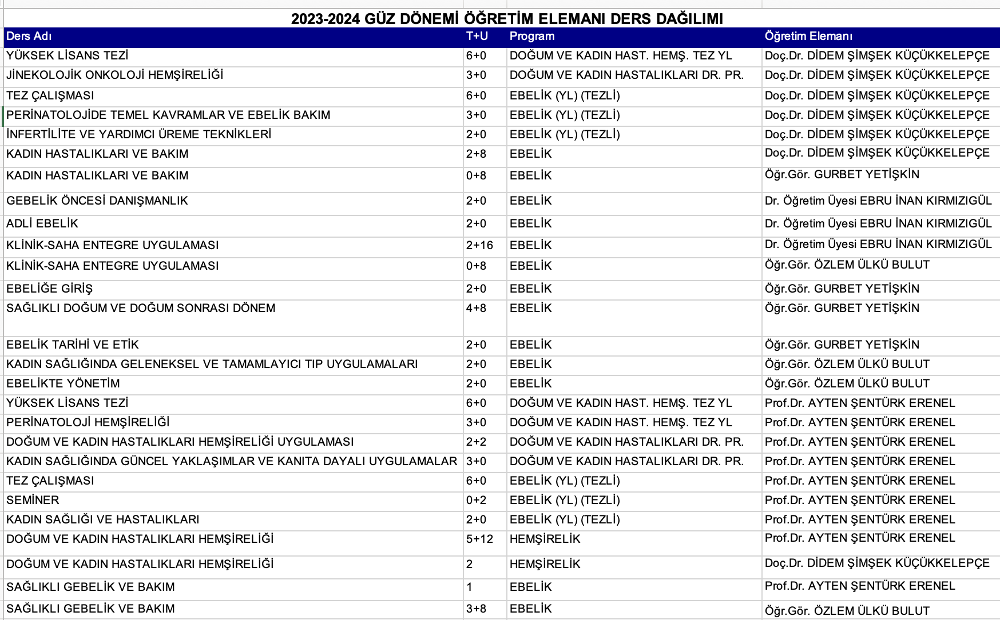 2023-2024 GÜZ DÖNEMİ ÖĞRETİM ELEMANI DERS DAĞILIMI
Ders Adı T+U Program Öğretim Elemanı
YÜKSEK LİSANS TEZİ 6+0 DOĞUM VE KADIN HAST. HEMŞ. TEZ YL Doç.Dr. DİDEM ŞİMŞEK KÜÇÜKKELEPÇE
JİNEKOLOJİK ONKOLOJİ HEMŞİRELİĞİ 3+0 DOĞUM VE KADIN HASTALIKLARI DR. PR. Doç.Dr. DİDEM ŞİMŞEK KÜÇÜKKELEPÇE
TEZ ÇALIŞMASI 6+0 EBELİK (YL) (TEZLİ) Doç.Dr. DİDEM ŞİMŞEK KÜÇÜKKELEPÇE
PERİNATOLOJİDE TEMEL KAVRAMLAR VE EBELİK BAKIM 3+0 EBELİK (YL) (TEZLİ) Doç.Dr. DİDEM ŞİMŞEK KÜÇÜKKELEPÇE
İNFERTİLİTE VE YARDIMCI ÜREME TEKNİKLERİ 2+0 EBELİK (YL) (TEZLİ) Doç.Dr. DİDEM ŞİMŞEK KÜÇÜKKELEPÇE
KADIN HASTALIKLARI VE BAKIM 2+8 EBELİK Doç.Dr. DİDEM ŞİMŞEK KÜÇÜKKELEPÇE
KADIN HASTALIKLARI VE BAKIM 0+8 EBELİK Öğr.Gör. GURBET YETİŞKİN
GEBELİK ÖNCESİ DANIŞMANLIK 2+0 EBELİK Dr. Öğretim Üyesi EBRU İNAN KIRMIZIGÜL
ADLİ EBELİK 2+0 EBELİK Dr. Öğretim Üyesi EBRU İNAN KIRMIZIGÜL
KLİNİK-SAHA ENTEGRE UYGULAMASI 2+16 EBELİK Dr. Öğretim Üyesi EBRU İNAN KIRMIZIGÜL
KLİNİK-SAHA ENTEGRE UYGULAMASI 0+8 EBELİK Öğr.Gör. ÖZLEM ÜLKÜ BULUT
EBELİĞE GİRİŞ 2+0 EBELİK Öğr.Gör. GURBET YETİŞKİN
SAĞLIKLI DOĞUM VE DOĞUM SONRASI DÖNEM 4+8 EBELİK Öğr.Gör. GURBET YETİŞKİN
EBELİK TARİHİ VE ETİK 2+0 EBELİK Öğr.Gör. GURBET YETİŞKİN
KADIN SAĞLIĞINDA GELENEKSEL VE TAMAMLAYICI TIP UYGULAMALARI 2+0 EBELİK Öğr.Gör. ÖZLEM ÜLKÜ BULUT
EBELİKTE YÖNETİM 2+0 EBELİK Öğr.Gör. ÖZLEM ÜLKÜ BULUT
YÜKSEK LİSANS TEZİ 6+0 DOĞUM VE KADIN HAST. HEMŞ. TEZ YL Prof.Dr. AYTEN ŞENTÜRK ERENEL
PERİNATOLOJİ HEMŞİRELİĞİ 3+0 DOĞUM VE KADIN HAST. HEMŞ. TEZ YL Prof.Dr. AYTEN ŞENTÜRK ERENEL
DOĞUM VE KADIN HASTALIKLARI HEMŞİRELİĞİ UYGULAMASI 2+2 DOĞUM VE KADIN HASTALIKLARI DR. PR. Prof.Dr. AYTEN ŞENTÜRK ERENEL
KADIN SAĞLIĞINDA GÜNCEL YAKLAŞIMLAR VE KANITA DAYALI UYGULAMALAR 3+0 DOĞUM VE KADIN HASTALIKLARI DR. PR. Prof.Dr. AYTEN ŞENTÜRK ERENEL
TEZ ÇALIŞMASI 6+0 EBELİK (YL) (TEZLİ) Prof.Dr. AYTEN ŞENTÜRK ERENEL
SEMİNER 0+2 EBELİK (YL) (TEZLİ) Prof.Dr. AYTEN ŞENTÜRK ERENEL
KADIN SAĞLIĞI VE HASTALIKLARI 2+0 EBELİK (YL) (TEZLİ) Prof.Dr. AYTEN ŞENTÜRK ERENEL
DOĞUM VE KADIN HASTALIKLARI HEMŞİRELİĞİ 5+12 HEMŞİRELİK Prof.Dr. AYTEN ŞENTÜRK ERENEL
DOĞUM VE KADIN HASTALIKLARI HEMŞİRELİĞİ 2 HEMŞİRELİK Doç.Dr. DİDEM ŞİMŞEK KÜÇÜKKELEPÇE
SAĞLIKLI GEBELİK VE BAKIM 1 EBELİK Prof.Dr. AYTEN ŞENTÜRK ERENEL
SAĞLIKLI GEBELİK VE BAKIM 3+8 EBELİK Öğr.Gör. ÖZLEM ÜLKÜ BULUT